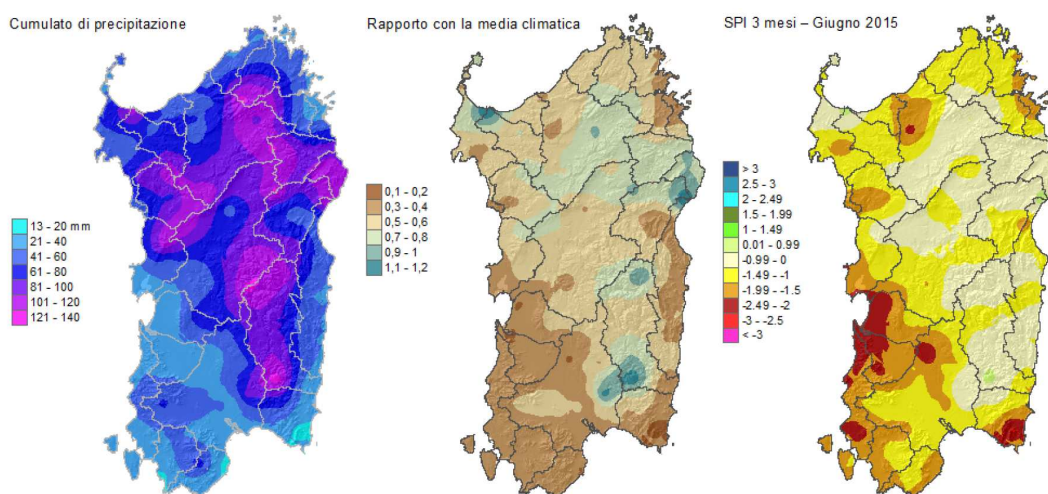 Cumulato di precipitazione
Rapporto con la media climatica
SPI 3 mesi – Giugno 2015
13 - 20 mm
21 - 40
41 - 60
61 - 80
81 - 100
101 - 120
121 - 140
0,1 - 0,2
0,3 - 0,4
0,5 - 0,6
0,7 - 0,8
0,9 - 1
1,1 - 1,2
> 3
2.5 - 3
2 - 2.49
1.5 - 1.99
1 - 1.49
0.01 - 0.99
-0.99 - 0
-1.49 - -1
-1.99 - -1.5
-2.49 - -2
-3 - -2.5
< -3